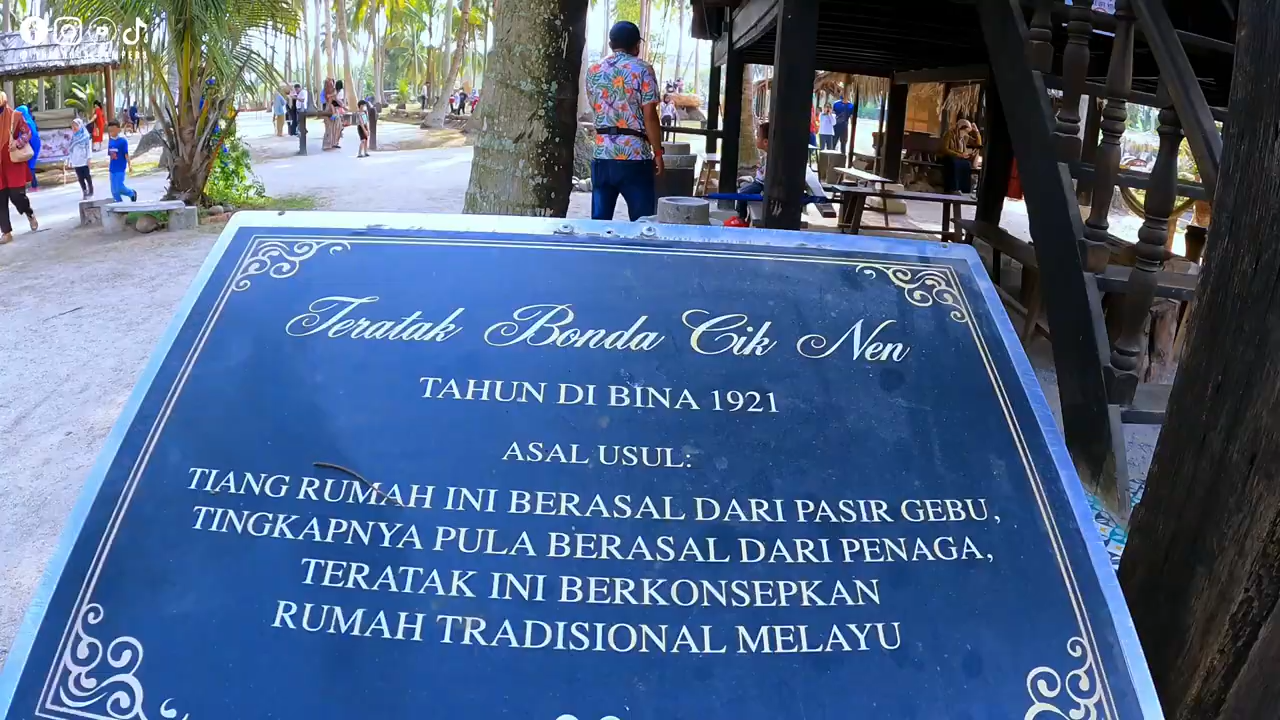 Teratak Bonda Cik Nen
TAHUN DI BINA 1921
ASAL USUL:
TIANG RUMAH INI BERASAL DARI PASIR GEBU,
TINGKAPNYA PULA BERASAL DARI PENAGA,
TERATAK INI BERKONSEPKAN
RUMAH TRADISIONAL MELAYU